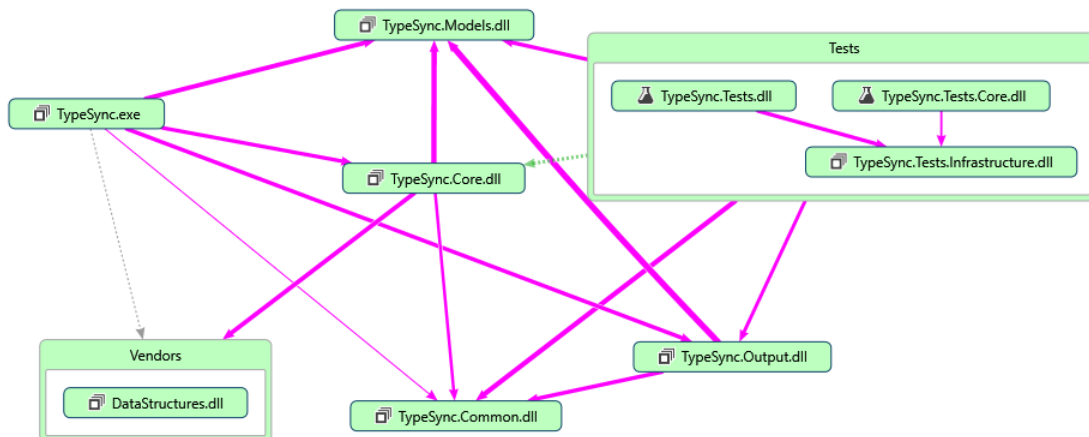 TypeSync.Models.dll
Tests
TypeSync.Tests.dll
TypeSync.Tests.Core.dll
TypeSync.exe
TypeSync.Tests.Infrastructure.dll
TypeSync.Core.dll
Vendors
TypeSync.Output.dll
DataStructures.dll
TypeSync.Common.dll